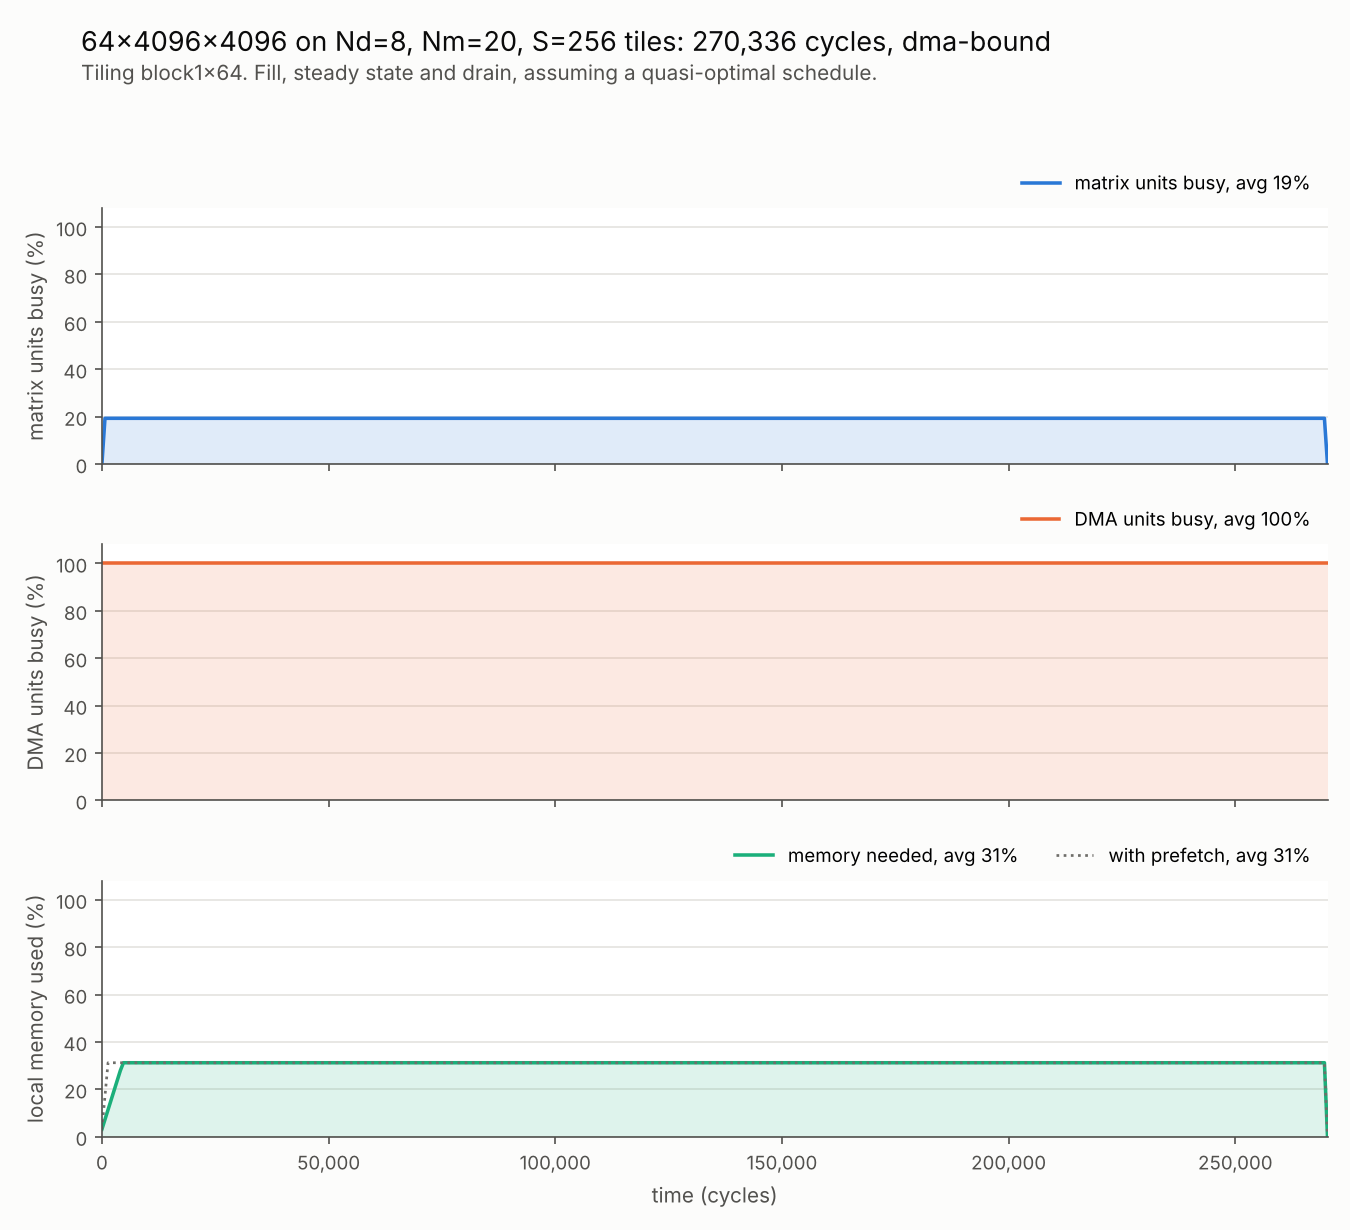 64×4096×4096 on Nd=8, Nm=20, S=256 tiles: 270,336 cycles, dma-bound
Tiling block1×64. Fill, steady state and drain, assuming a quasi-optimal schedule.
matrix units busy, avg 19%
matrix units busy (%)
100
80
60
40
20
0
DMA units busy, avg 100%
DMA units busy (%)
100
80
60
40
20
0
memory needed, avg 31% with prefetch, avg 31%
local memory used (%)
100
80
60
40
20
0
0 50,000 100,000 150,000 200,000 250,000
time (cycles)